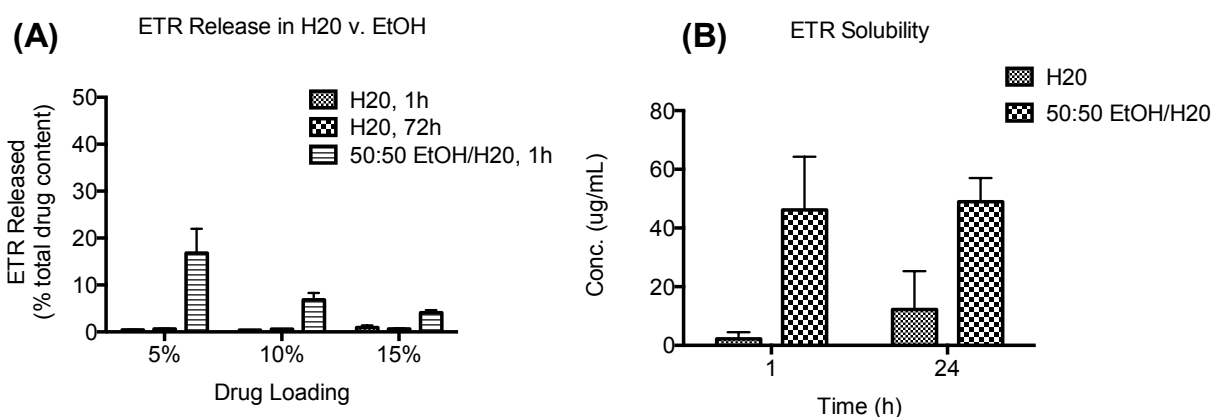 (A)
ETR Release in H20 v. EtOH
H20, 1h
H20, 72h
50:50 EtOH/H20, 1h
ETR Released
(% total drug content)
50
40
30
20
10
0
5%
10%
15%
Drug Loading
(B)
ETR Solubility
H20
50:50 EtOH/H20
Conc. (ug/mL)
80
60
40
20
0
1
24
Time (h)